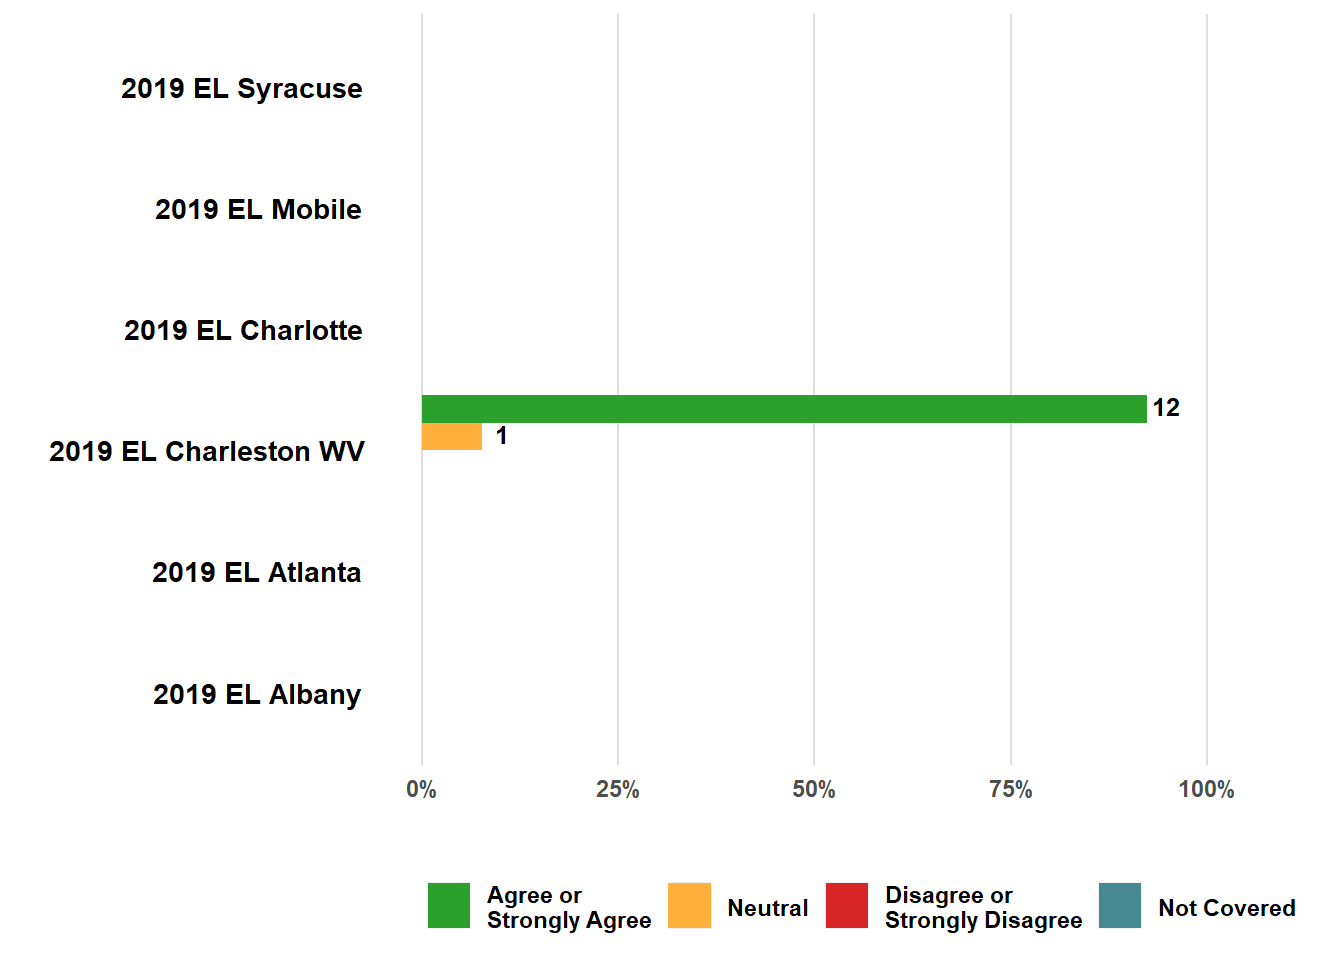 2019 EL Syracuse
2019 EL Mobile
2019 EL Charlotte
12
1
2019 EL Charleston WV
2019 EL Atlanta
2019 EL Albany
0% 25% 50% 75% 100%
Agree or
Strongly Agree
Neutral
Disagree or
Strongly Disagree
Not Covered